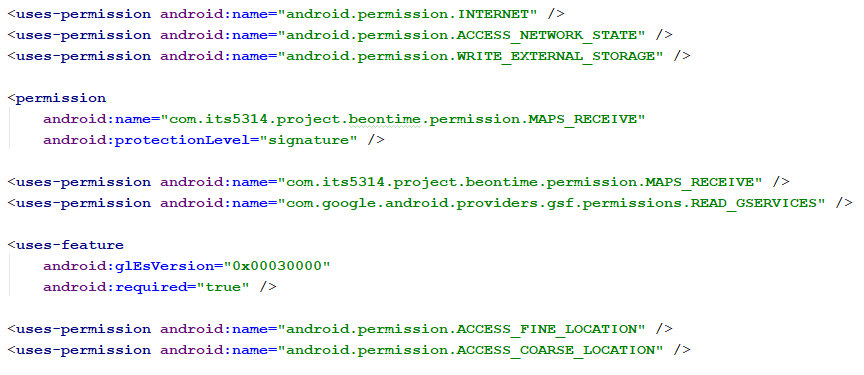 <uses-permission android:name="android.permission.INTERNET" />
<uses-permission android:name="android.permission.ACCESS_NETWORK_STATE" />
<uses-permission android:name="android.permission.WRITE_EXTERNAL_STORAGE" />
<permission
android:name="com.its5314.project.beontime.permission.MAPS_RECEIVE"
android:protectionLevel="signature" />
<uses-permission android:name="com.its5314.project.beontime.permission.MAPS_RECEIVE" />
<uses-permission android:name="com.google.android.providers.gsf.permissions.READ_GSERVICES" />
<uses-feature
android:glEsVersion="0x00030000"
android:required="true" />
<uses-permission android:name="android.permission.ACCESS_FINE_LOCATION" />
<uses-permission android:name="android.permission.ACCESS_COARSE_LOCATION" />